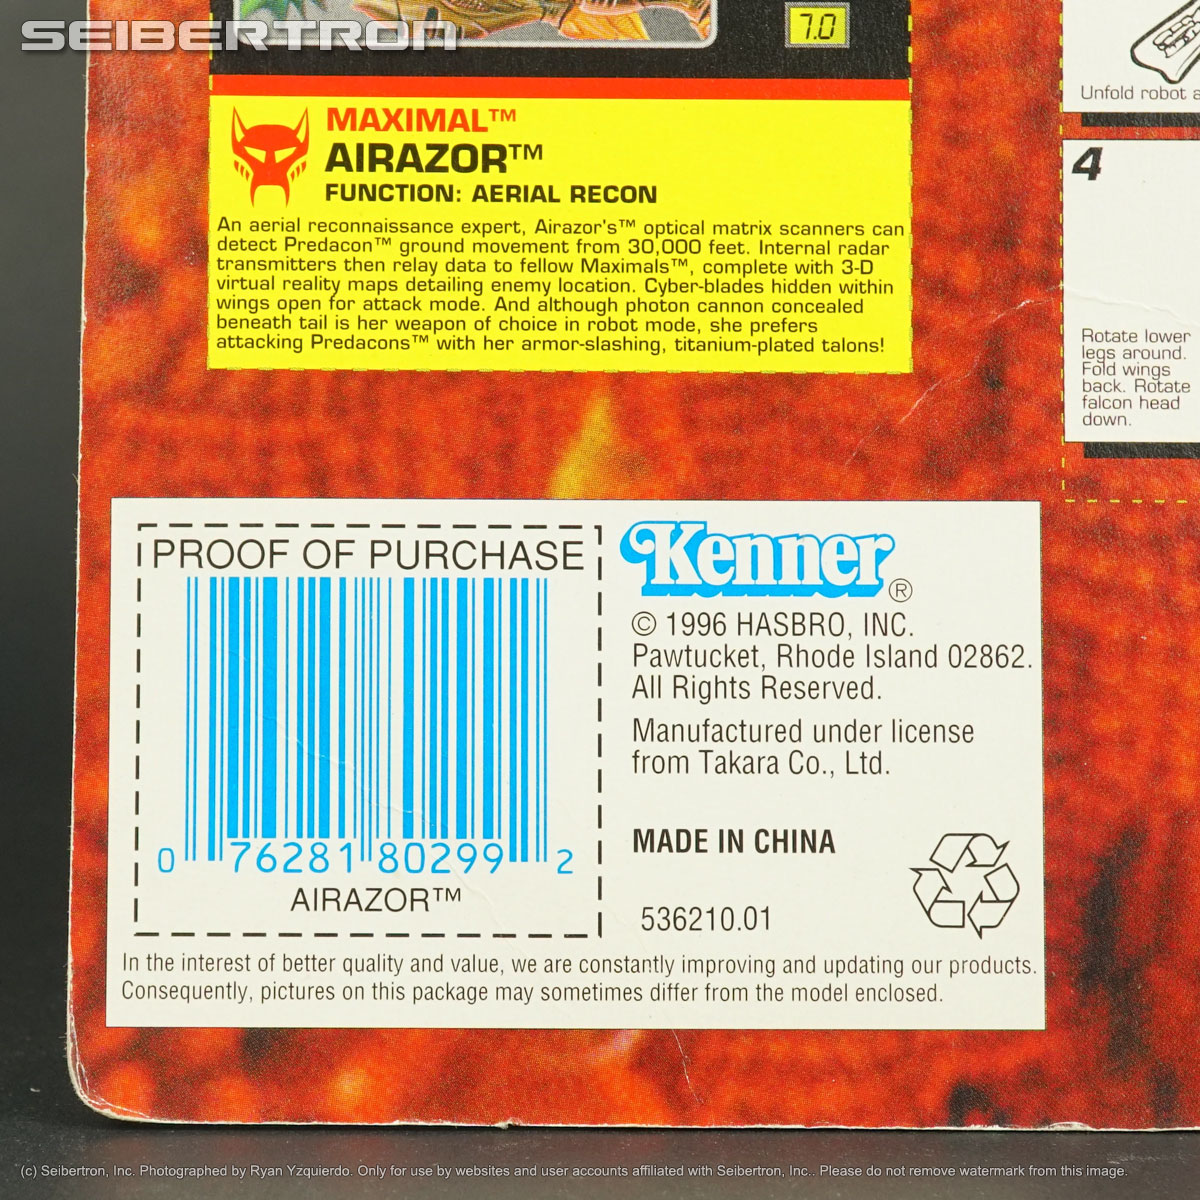 SEIBERTRON
7.0
MAXIMAL™
AIRAZOR™
FUNCTION: AERIAL RECON
An aerial reconnaissance expert, Airazor's™ optical matrix scanners can
detect Predacon™ ground movement from 30,000 feet. Internal radar
transmitters then relay data to fellow Maximals™, complete with 3-D
virtual reality maps detailing enemy location. Cyber-blades hidden within
wings open for attack mode. And although photon cannon concealed
beneath tail is her weapon of choice in robot mode, she prefers
attacking Predacons™ with her armor-slashing, titanium-plated talons!
Unfold robot a
4
Rotate lower
legs around.
Fold wings
back. Rotate
falcon head
down.
PROOF OF PURCHASE
0 76281 80299 2
AIRAZOR™
Kenner®
© 1996 HASBRO, INC.
Pawtucket, Rhode Island 02862.
All Rights Reserved.
Manufactured under license
from Takara Co., Ltd.
MADE IN CHINA
536210.01
In the interest of better quality and value, we are constantly improving and updating our products.
Consequently, pictures on this package may sometimes differ from the model enclosed.
(c) Seibertron, Inc. Photographed by Ryan Yzquierdo. Only for use by websites and user accounts affiliated with Seibertron, Inc.. Please do not remove watermark from this image.